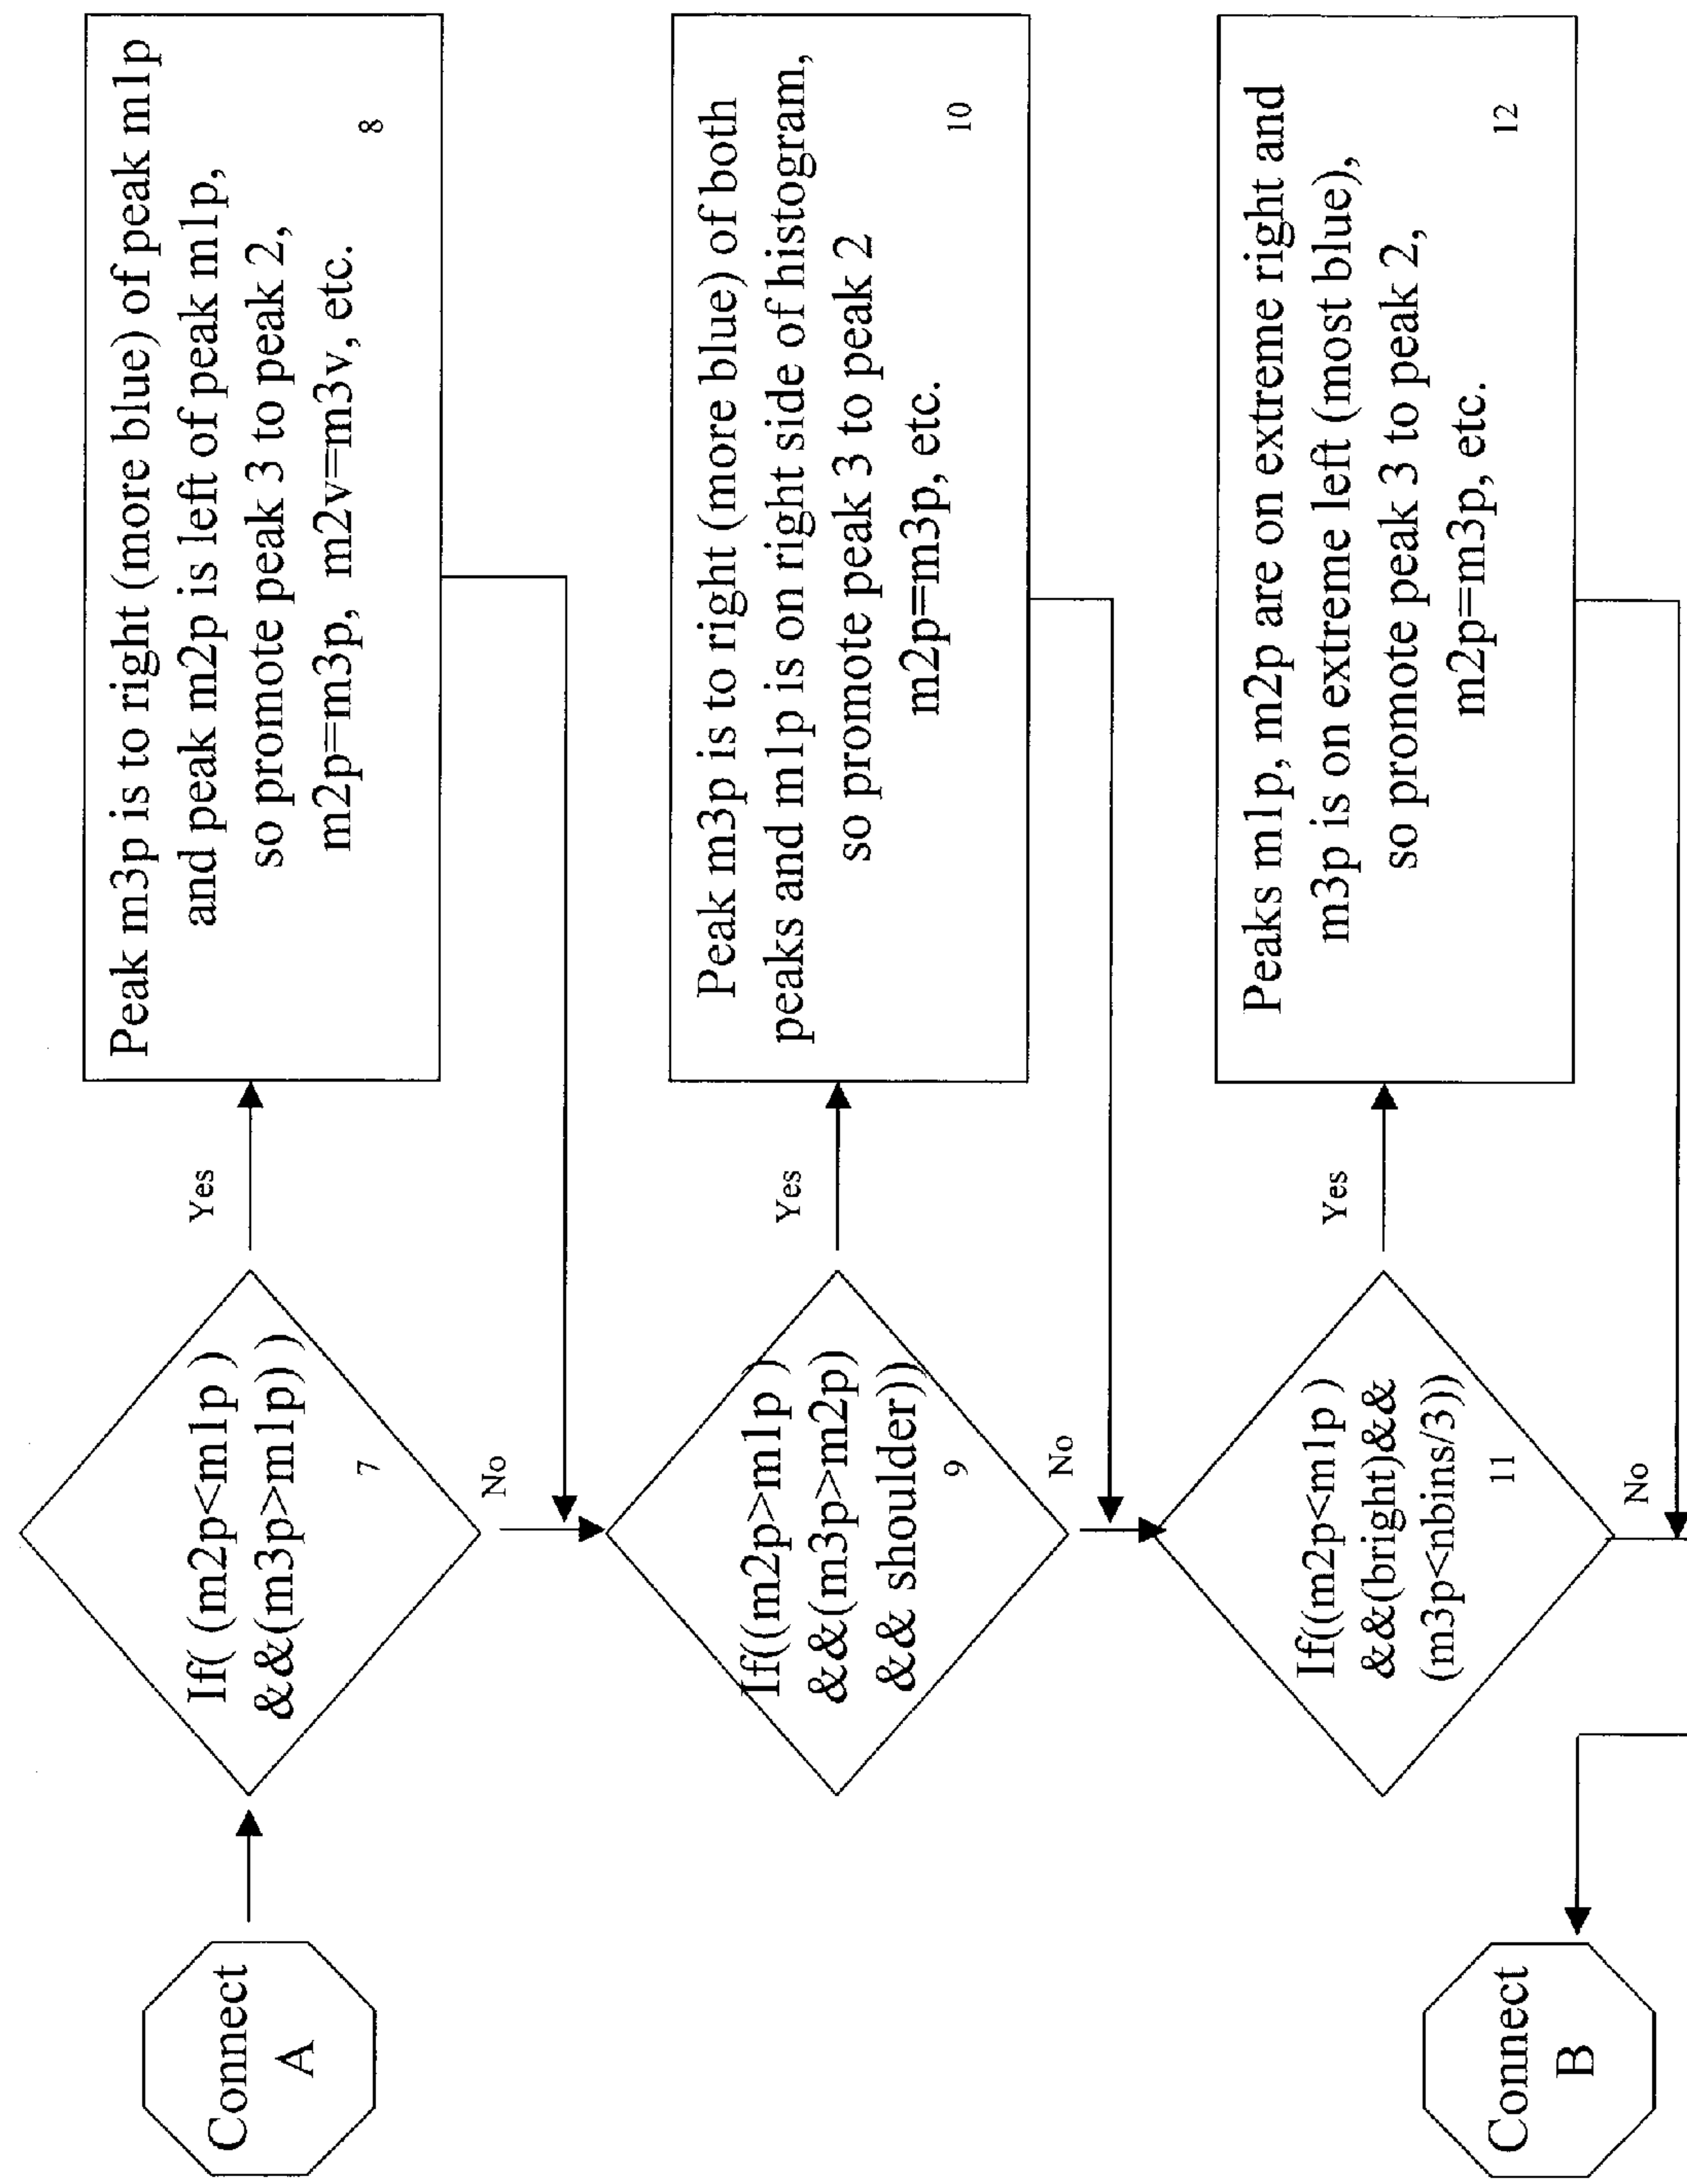 Connect
A
If( (m2p<m1p )
&&(m3p>m1p) )
7
Yes
No
Peak m3p is to right (more blue) of peak m1p
and peak m2p is left of peak m1p,
so promote peak 3 to peak 2,
m2p=m3p, m2v=m3v, etc.
8
If((m2p>m1p )
&&(m3p>m2p)
&& shoulder))
9
Yes
No
Peak m3p is to right (more blue) of both
peaks and m1p is on right side of histogram,
so promote peak 3 to peak 2
m2p=m3p, etc.
10
If((m2p<m1p )
&&(bright)&&
(m3p<nbins/3))
11
Yes
No
Peaks m1p, m2p are on extreme right and
m3p is on extreme left (most blue),
so promote peak 3 to peak 2,
m2p=m3p, etc.
12
Connect
B